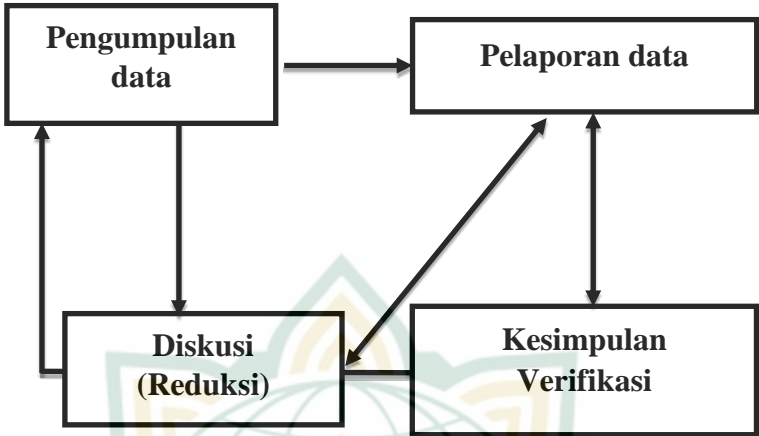 Pengumpulan
data
Pelaporan data
Diskusi
(Reduksi)
Kesimpulan
Verifikasi